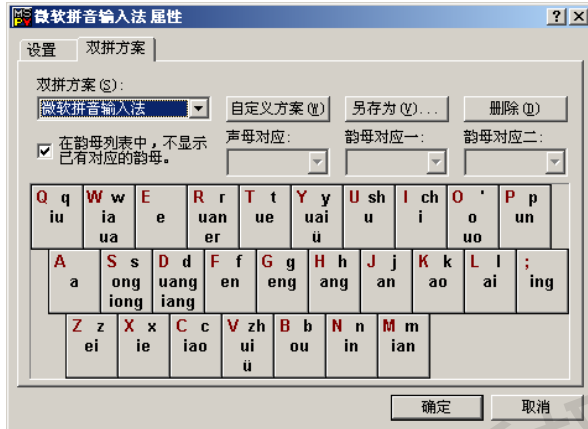 微软拼音输入法 属性
设置 双拼方案
双拼方案(S):
微软拼音输入法 自定义方案(W) 另存为(V)... 删除(D)
在韵母列表中，不显示已有对应的韵母。
声母对应: 韵母对应一: 韵母对应二:
Q q W w E R r T t Y y U sh I ch O ' P p
iu ia e uan ue uai u i o un
ua er ü uo
A S s D d F f G g H h J j K k L l ;
a ong uang en eng ang an ao ai ing
iong iang
Z z X x C c V zh B b N n M m
ei ie iao ui ou in ian
ü
确定 取消